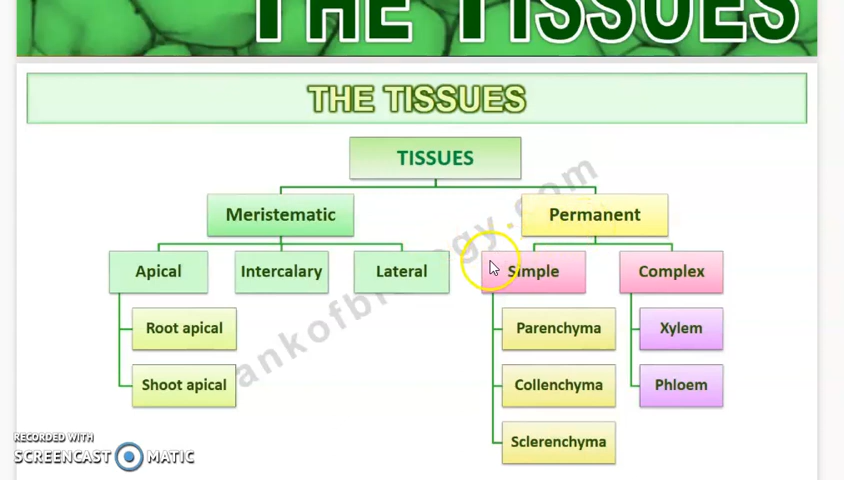 THE TISSUES
THE TISSUES
TISSUES
Meristematic Permanent
Apical Intercalary Lateral Simple Complex
Root apical Parenchyma Xylem
Shoot apical Collenchyma Phloem
Sclerenchyma
RECORDED WITH
SCREENCAST MATIC